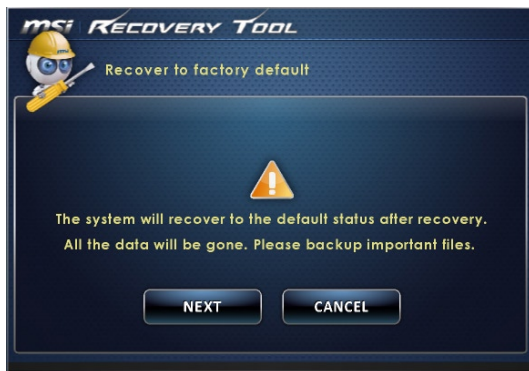 msi RECOVERY TOOL
Recover to factory default
The system will recover to the default status after recovery.
All the data will be gone. Please backup important files.
NEXT CANCEL